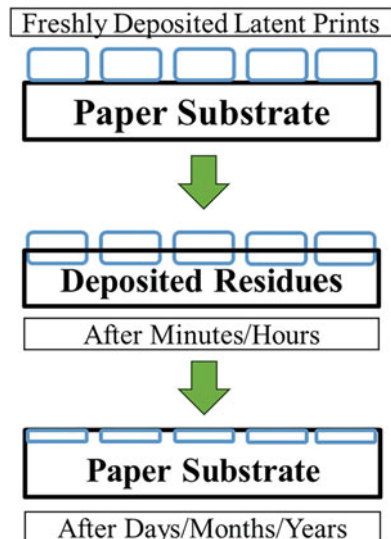 Freshly Deposited Latent Prints
Paper Substrate
Deposited Residues
After Minutes/Hours
Paper Substrate
After Days/Months/Years